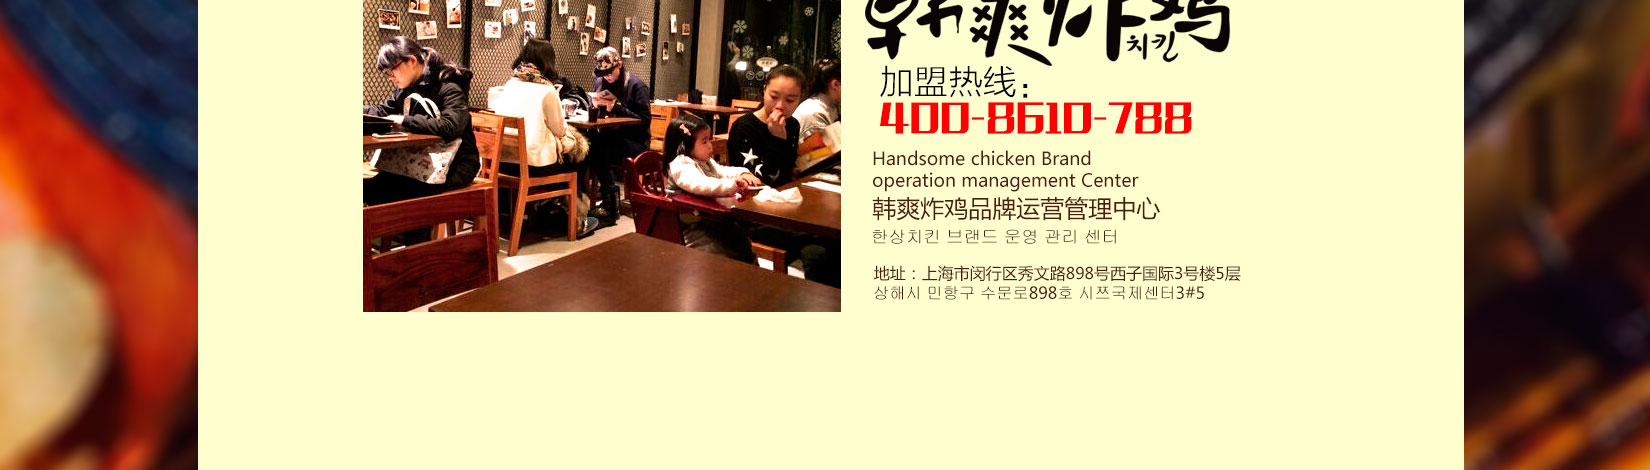 韩爽炸鸡
치킨
加盟热线：
400-8610-788
Handsome chicken Brand
operation management Center
韩爽炸鸡品牌运营管理中心
한상치킨 브랜드 운영 관리 센터
地址：上海市闵行区秀文路898号西子国际3号楼5层
상해시 민항구 수문로898호 시쯔국제센터3#5